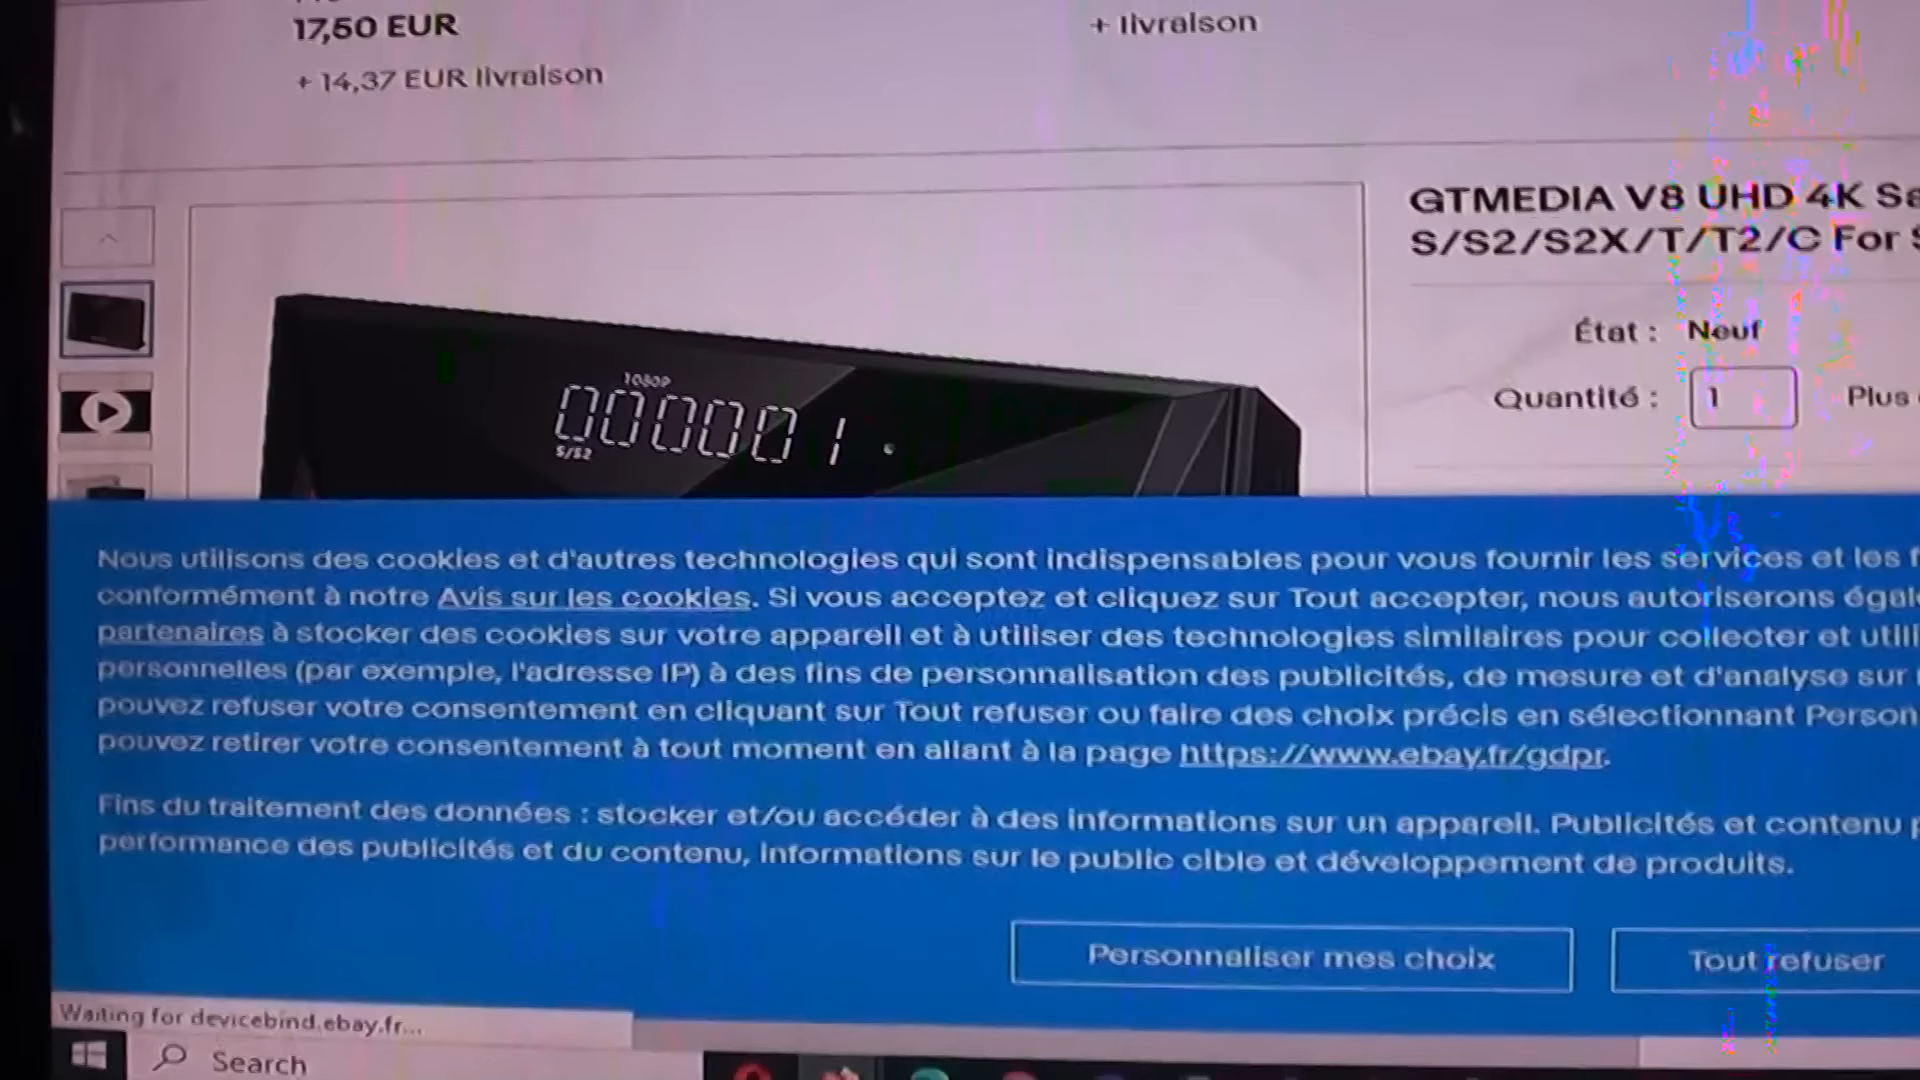 17,50 EUR
+ livraison
+ 14,37 EUR livraison
GTMEDIA V8 UHD 4K
S/S2/S2X/T/T2/C For
État : Neuf
Quantité : 1 Plus
1080P
000001
S/S2
Nous utilisons des cookies et d'autres technologies qui sont indispensables pour vous fournir les services et les
conformément à notre Avis sur les cookies. Si vous acceptez et cliquez sur Tout accepter, nous autoriserons
partenaires à stocker des cookies sur votre appareil et à utiliser des technologies similaires pour collecter et
personnelles (par exemple, l'adresse IP) à des fins de personnalisation des publicités, de mesure et d'analyse sur
pouvez refuser votre consentement en cliquant sur Tout refuser ou faire des choix précis en sélectionnant
pouvez retirer votre consentement à tout moment en allant à la page https://www.ebay.fr/gdpr.
Fins du traitement des données : stocker et/ou accéder à des informations sur un appareil. Publicités et contenu
performance des publicités et du contenu, informations sur le public cible et développement de produits.
Personnaliser mes choix
Tout refuser
Waiting for devicebind.ebay.fr...
Search